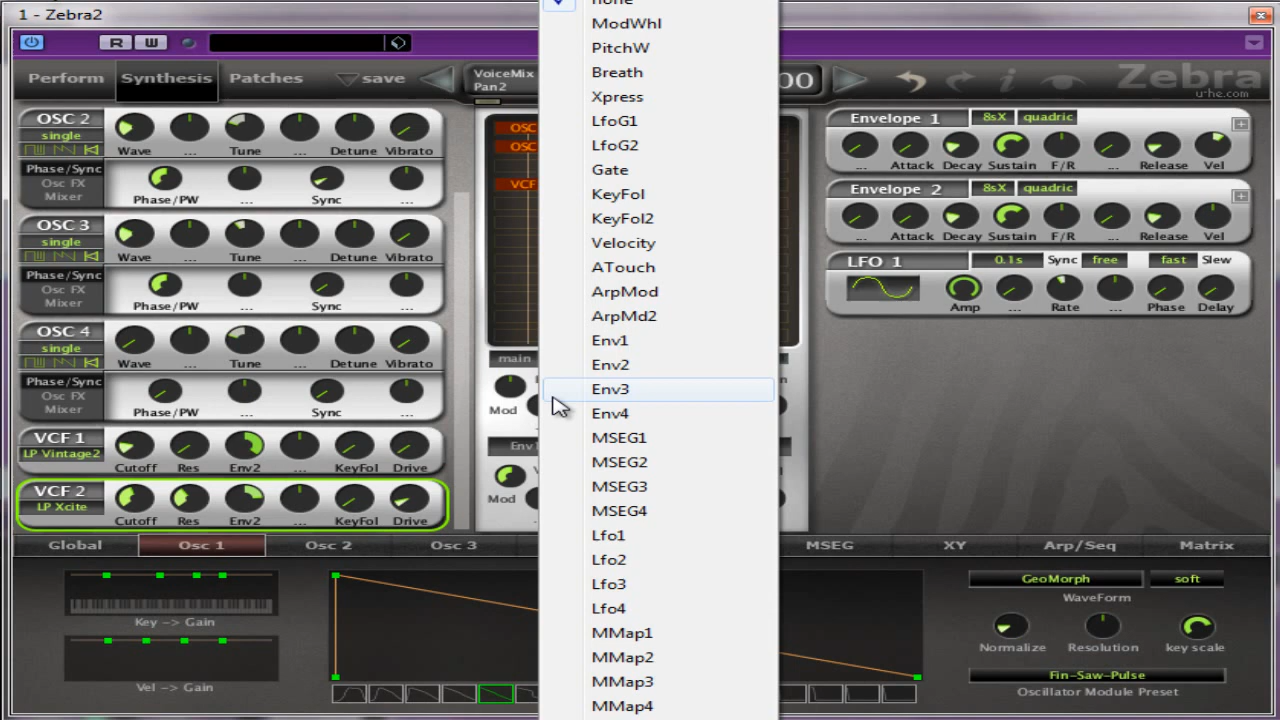 1 - Zebra2
R W
Perform Synthesis Patches save
VoiceMix
Pan2
00
Zebra
u-he.com
OSC 2
single
Wave ... Tune ... Detune Vibrato
Phase/Sync
Osc FX
Mixer
Phase/PW ... Sync ...
OSC 3
single
Wave ... Tune ... Detune Vibrato
Phase/Sync
Osc FX
Mixer
Phase/PW ... Sync ...
OSC 4
single
Wave ... Tune ... Detune Vibrato
Phase/Sync
Osc FX
Mixer
Phase/PW ... Sync ...
VCF 1
LP Vintage2
Cutoff Res Env2 ... KeyFol Drive
VCF 2
LP Xcite
Cutoff Res Env2 ... KeyFol Drive
OSC
OSC
VCF
main
Mod
Env
Mod
none
ModWhl
PitchW
Breath
Xpress
LfoG1
LfoG2
Gate
KeyFol
KeyFol2
Velocity
ATouch
ArpMod
ArpMd2
Env1
Env2
Env3
Env4
MSEG1
MSEG2
MSEG3
MSEG4
Lfo1
Lfo2
Lfo3
Lfo4
MMap1
MMap2
MMap3
MMap4
Envelope 1 8sX quadric
... Attack Decay Sustain F/R ... Release Vel
Envelope 2 8sX quadric
... Attack Decay Sustain F/R ... Release Vel
LFO 1 0.1s Sync free fast Slew
Amp ... Rate ... Phase Delay
Global Osc 1 Osc 2 Osc 3 MSEG XY Arp/Seq Matrix
Key -> Gain
Vel -> Gain
GeoMorph soft
WaveForm
Normalize Resolution key scale
Fin-Saw-Pulse
Oscillator Module Preset